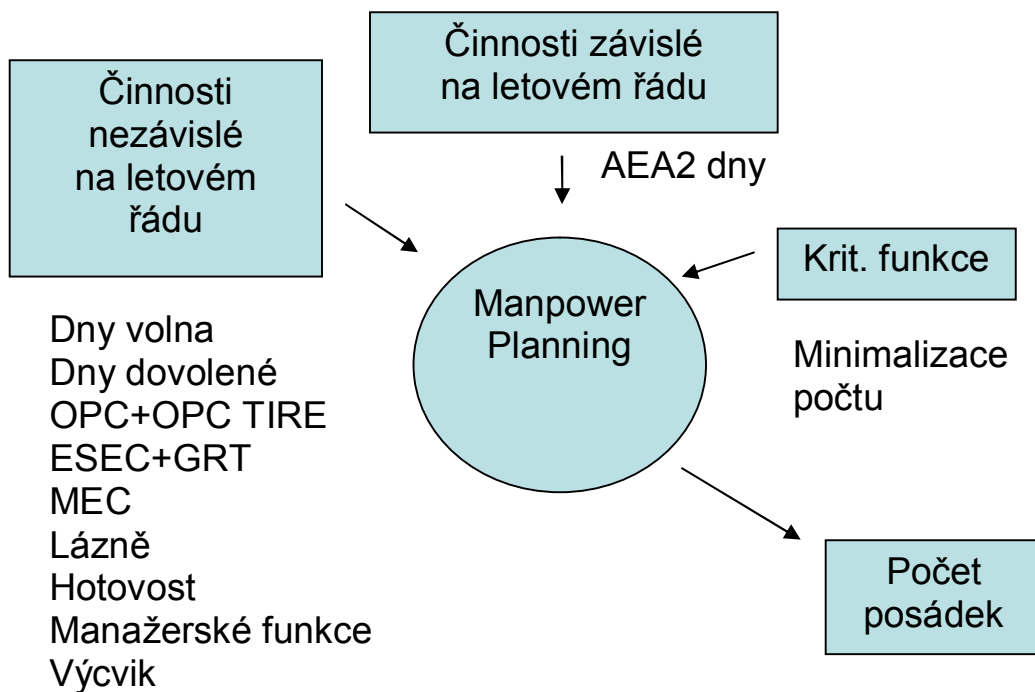 Činnosti závislé
na letovém řádu
Činnosti
nezávislé
na letovém
řádu
AEA2 dny
Krit. funkce
Manpower
Planning
Minimalizace
počtu
Dny volna
Dny dovolené
OPC+OPC TIRE
ESEC+GRT
MEC
Lázně
Hotovost
Manažerské funkce
Výcvik
Počet
posádek